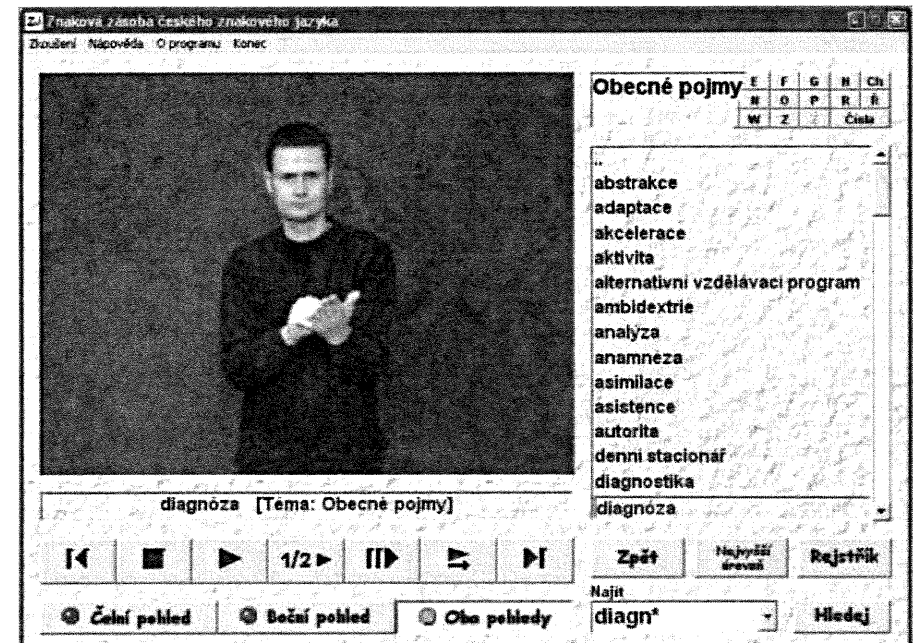 ZJ Znaková zásoba českého znakového jazyka
Zkoušení Nápověda O programu Konec
Obecné pojmy
E F G H Ch
N O P R Ř
W Z Ž Čísla
..
abstrakce
adaptace
akcelerace
aktivita
alternativní vzdělávací program
ambidextrie
analýza
anamnéza
asimilace
asistence
autorita
denní stacionář
diagnostika
diagnóza
diagnóza [Téma: Obecné pojmy]
1/2
Zpět Nejvyšší úroveň Rejstřík
Čelní pohled Boční pohled Oba pohledy
Najít
diagn* Hledej